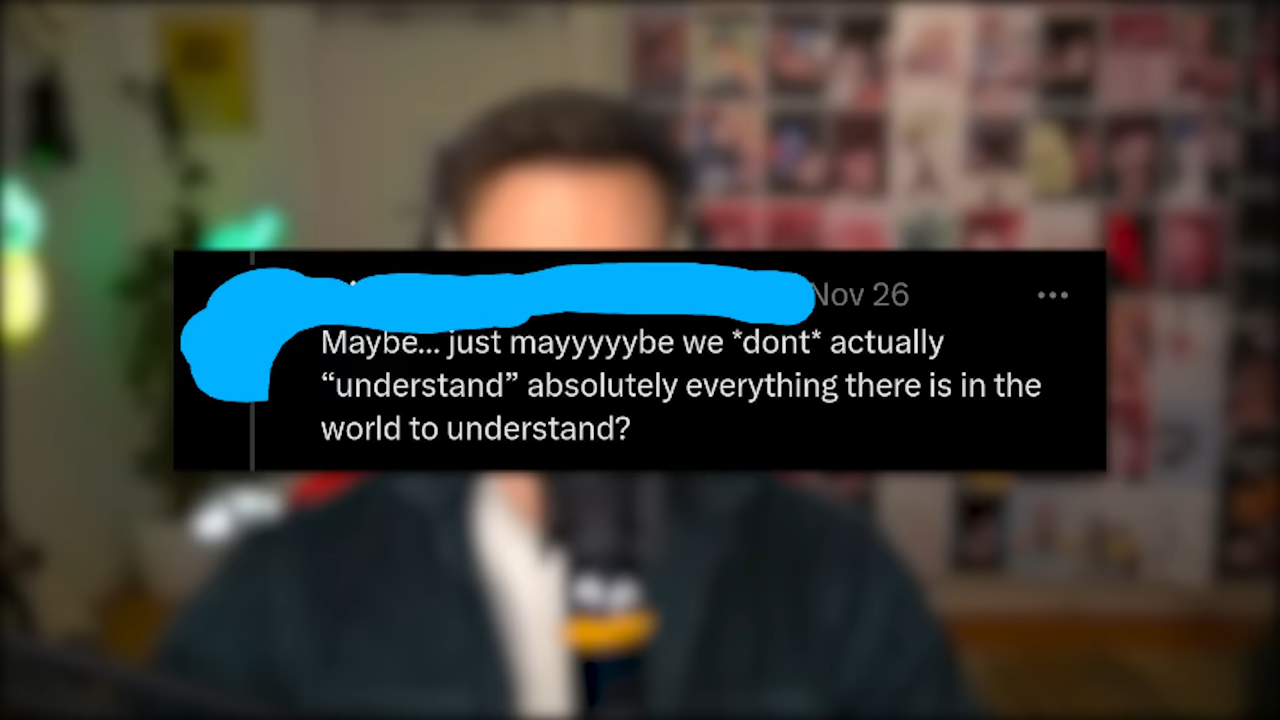 Nov 26
Maybe... just mayyyyybe we *dont* actually
“understand” absolutely everything there is in the
world to understand?